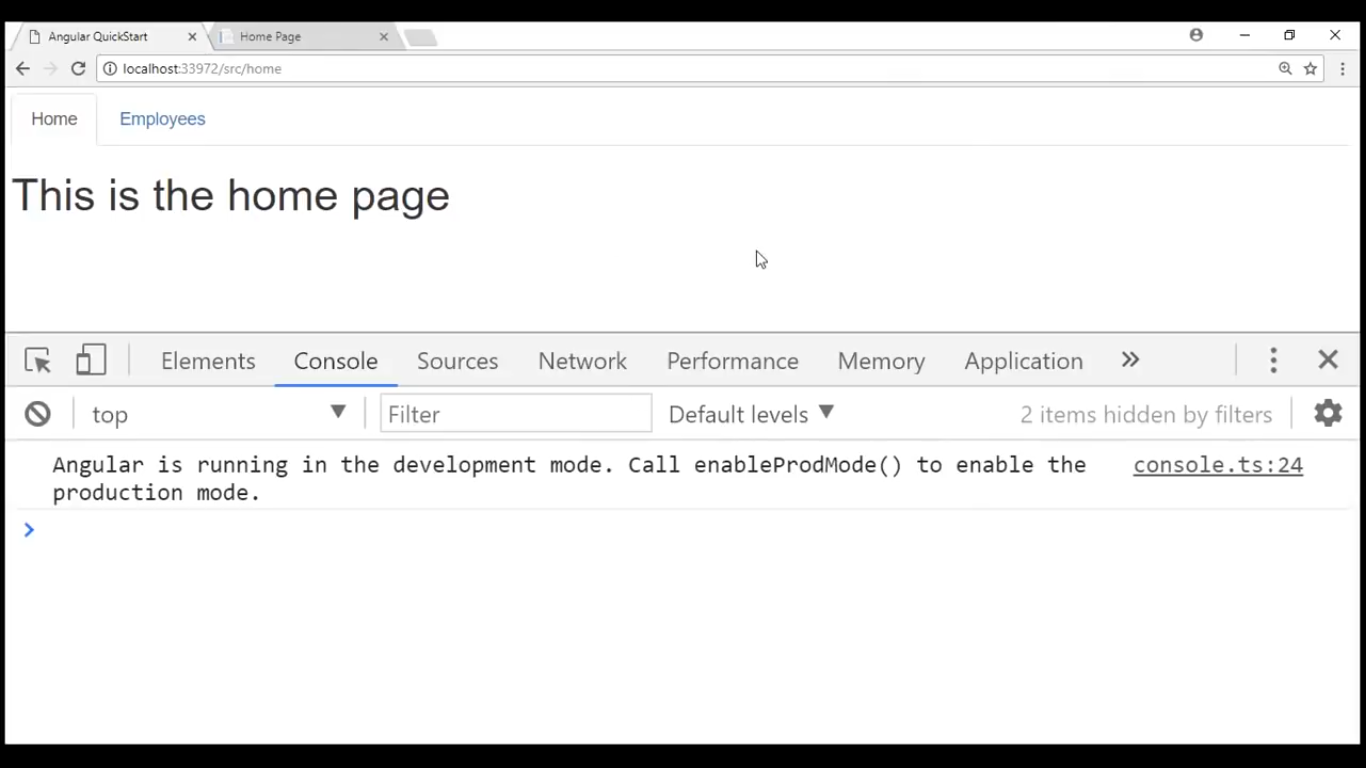 Angular QuickStart
Home Page
localhost:33972/src/home
Home Employees
This is the home page
Elements Console Sources Network Performance Memory Application
top Filter Default levels 2 items hidden by filters
Angular is running in the development mode. Call enableProdMode() to enable the console.ts:24
production mode.